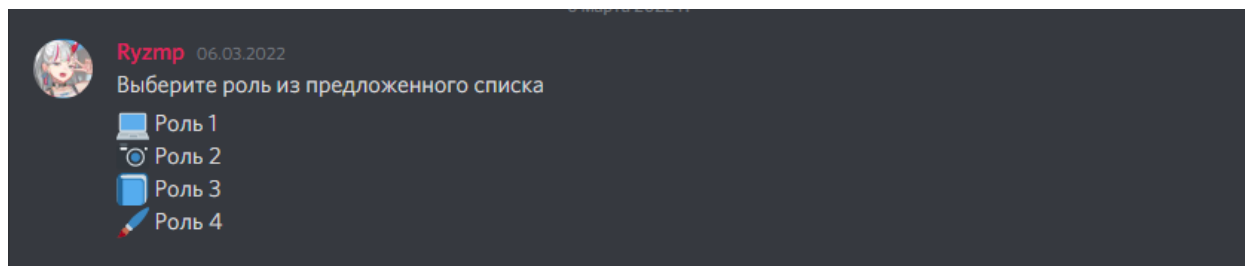 Ryzmp 06.03.2022
Выберите роль из предложенного списка
Роль 1
Роль 2
Роль 3
Роль 4